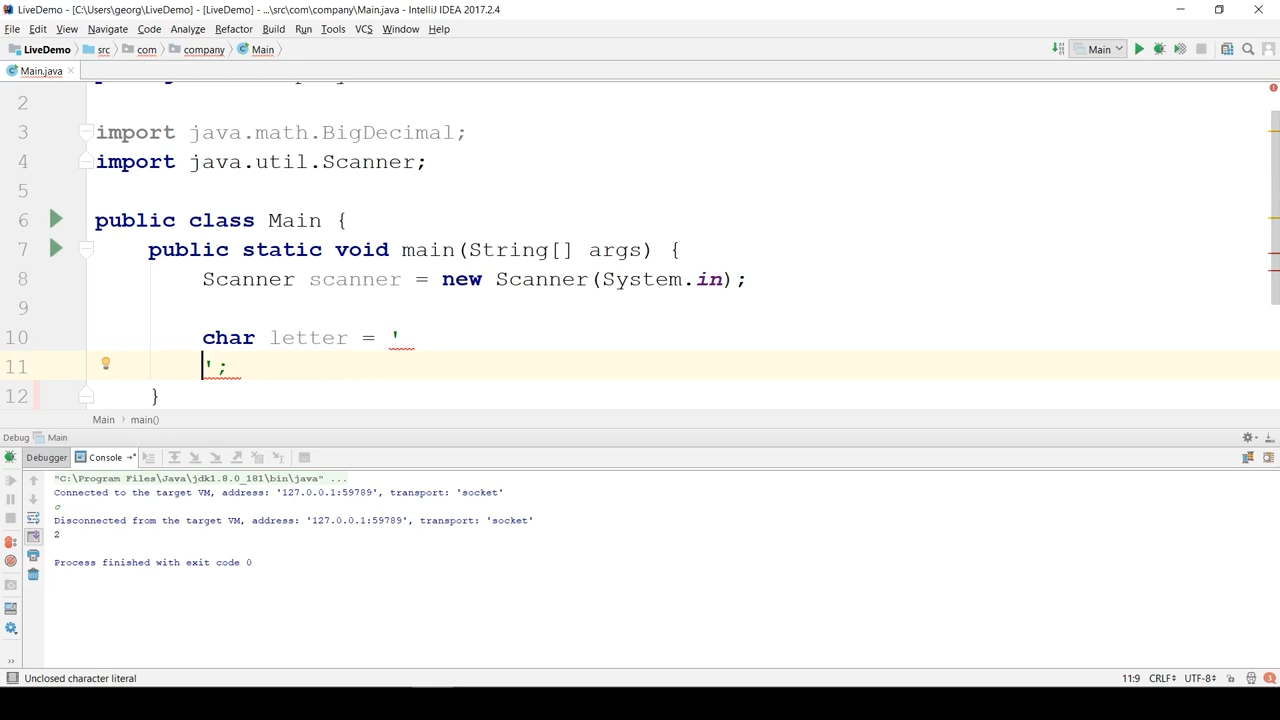 LiveDemo - [C:\Users\georg\LiveDemo] - [LiveDemo] - ...\src\com\company\Main.java - IntelliJ IDEA 2017.2.4
File Edit View Navigate Code Analyze Refactor Build Run Tools VCS Window Help
LiveDemo src com company Main Main
Main.java
2
3 import java.math.BigDecimal;
4 import java.util.Scanner;
5
6 public class Main {
7 public static void main(String[] args) {
8 Scanner scanner = new Scanner(System.in);
9
10 char letter = '
11 ';
12 }
Main main()
Debug Main
Debugger Console
"C:\Program Files\Java\jdk1.8.0_181\bin\java" ...
Connected to the target VM, address: '127.0.0.1:59789', transport: 'socket'
c
Disconnected from the target VM, address: '127.0.0.1:59789', transport: 'socket'
2
Process finished with exit code 0
Unclosed character literal 11:9 CRLF UTF-8 3